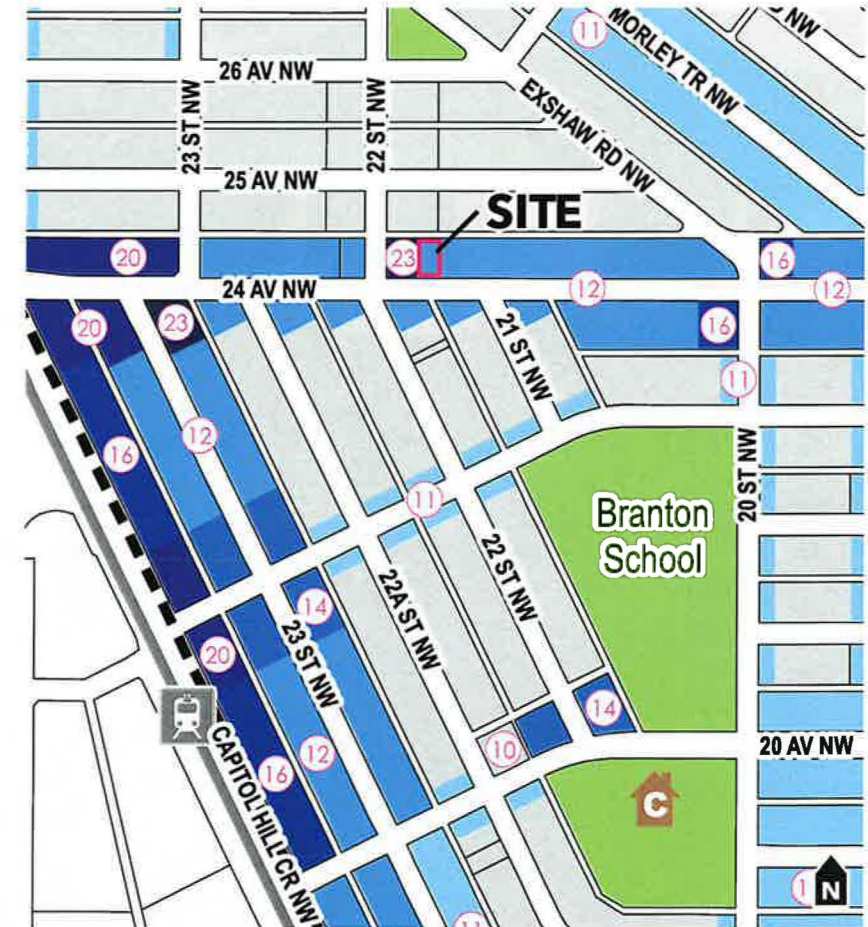 11
MORLEY TR NW
NW
26 AV NW
EXSHAW RD NW
23 ST NW
22 ST NW
25 AV NW
SITE
20
23
16
24 AV NW
12
12
20
23
16
21 ST NW
11
12
16
20 ST NW
11
Branton
School
22 ST NW
22A ST NW
14
23 ST NW
20
14
10
20 AV NW
12
16
CAPITOL HILL CR NW
C
1
N
11